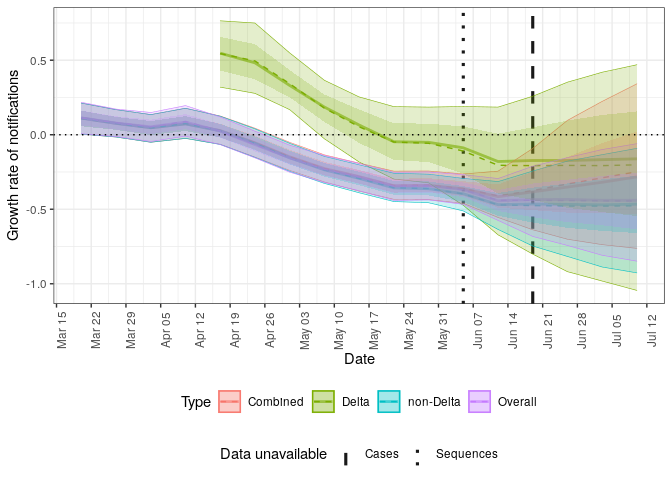 Growth rate of notifications
0.5
0.0
-0.5
-1.0
Mar 15
Mar 22
Mar 29
Apr 05
Apr 12
Apr 19
Apr 26
May 03
May 10
May 17
May 24
May 31
Jun 07
Jun 14
Jun 21
Jun 28
Jul 05
Jul 12
Date
Type Combined Delta non-Delta Overall
Data unavailable Cases Sequences